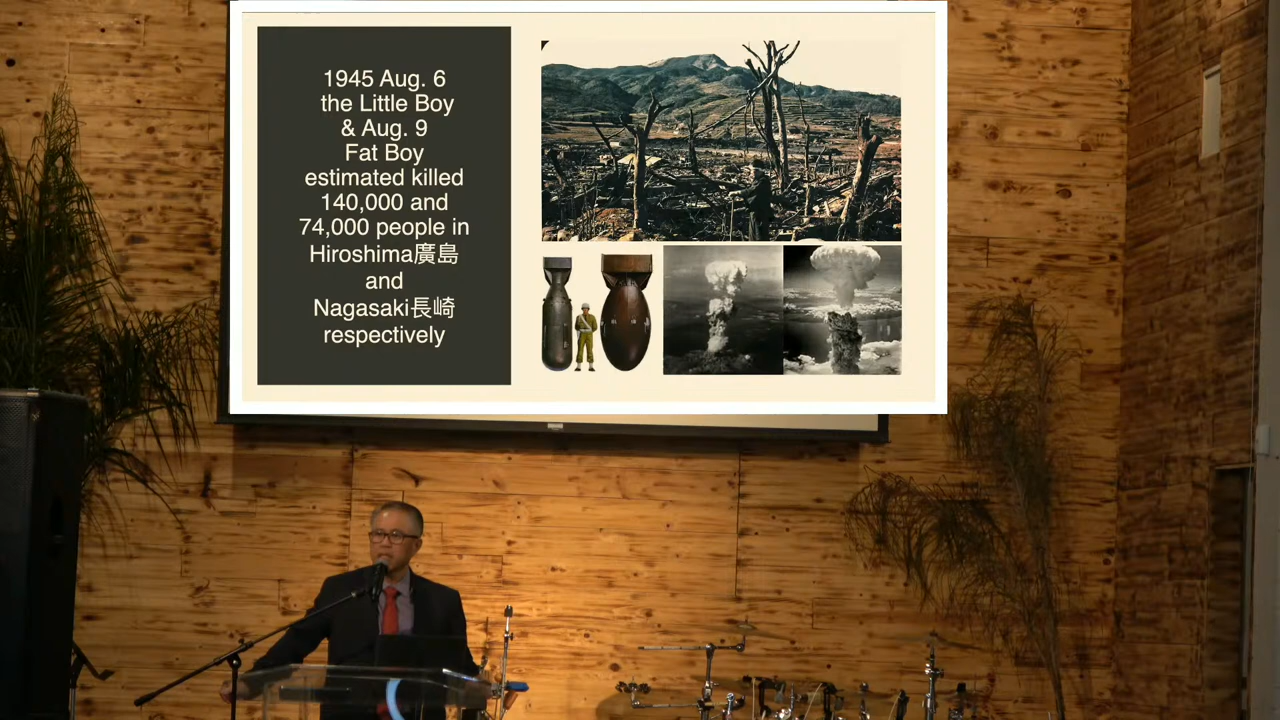 1945 Aug. 6
the Little Boy
& Aug. 9
Fat Boy
estimated killed
140,000 and
74,000 people in
Hiroshima廣島
and
Nagasaki長崎
respectively